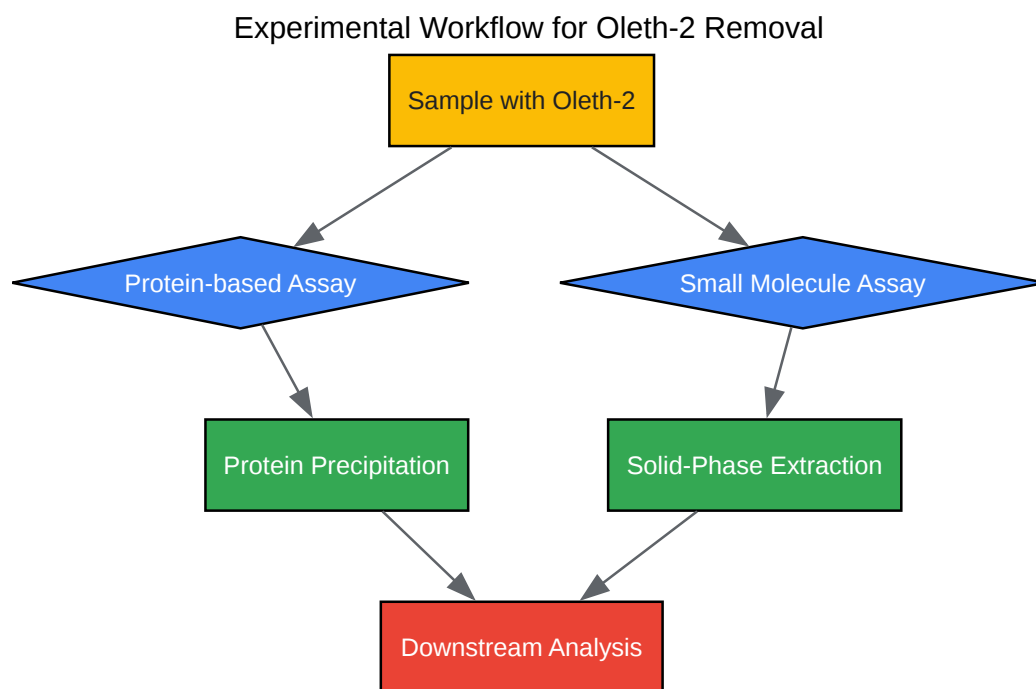 Experimental Workflow for Oleth-2 Removal
Sample with Oleth-2
Protein-based Assay
Small Molecule Assay
Protein Precipitation
Solid-Phase Extraction
Downstream Analysis